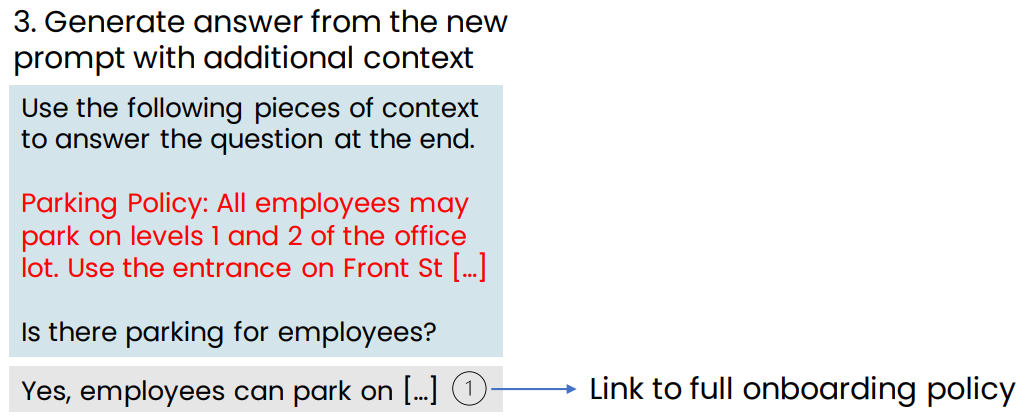 3. Generate answer from the new
prompt with additional context
Use the following pieces of context
to answer the question at the end.
Parking Policy: All employees may
park on levels 1 and 2 of the office
lot. Use the entrance on Front St [...]
Is there parking for employees?
Yes, employees can park on [...] 1
Link to full onboarding policy